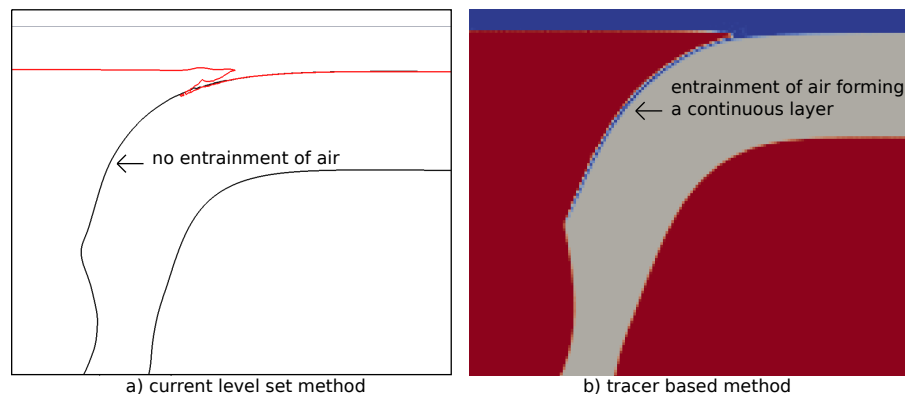 no entrainment of air
a) current level set method
entrainment of air forming
a continuous layer
b) tracer based method